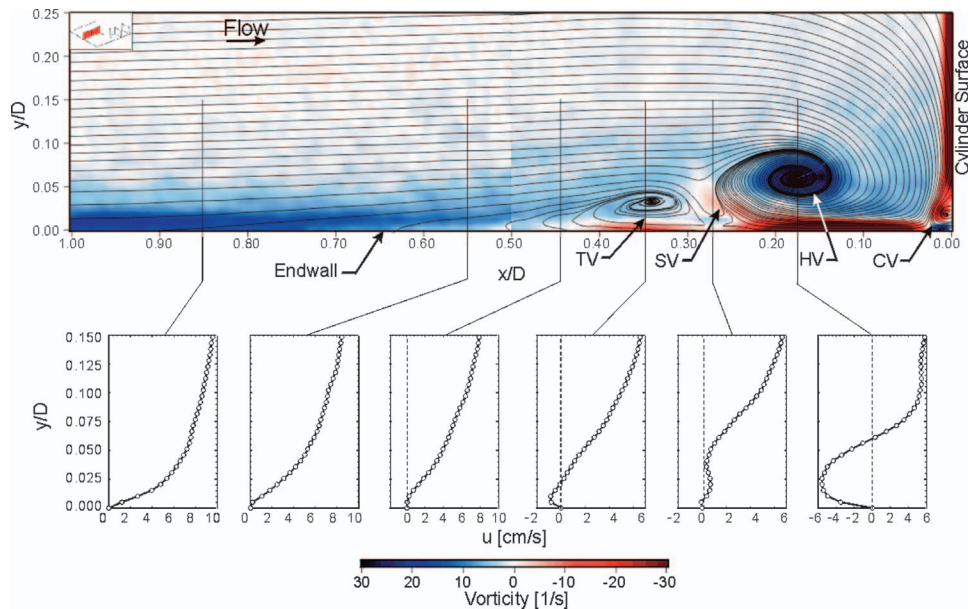 0.25
Flow
0.20
0.15
y/D
0.10
0.05
0.00
Cylinder Surface
1.00 0.90 0.80 0.70 0.60 0.50 0.40 0.30 0.20 0.10 0.00
Endwall
x/D
TV
SV
HV
CV
0.150
0.125
0.100
y/D
0.075
0.050
0.025
0.000
0 2 4 6 8 10 0 2 4 6 8 10 0 2 4 6 8 10 -2 0 2 4 6 -2 0 2 4 6 -6 -4 -2 0 2 4 6
u [cm/s]
30 20 10 0 -10 -20 -30
Vorticity [1/s]